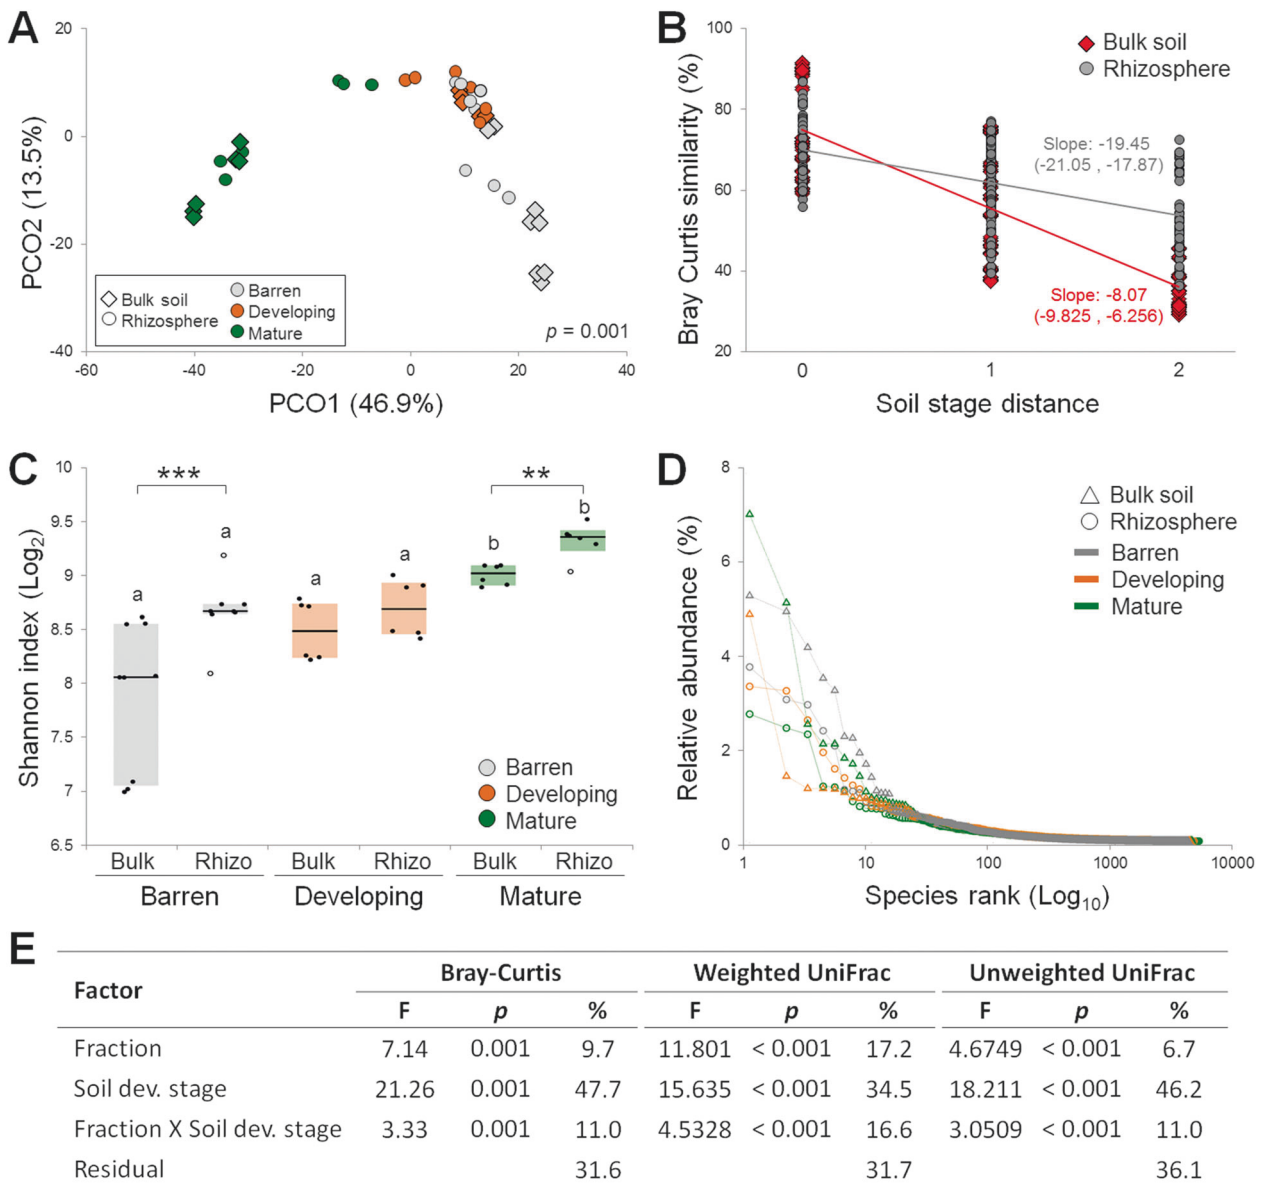 A
20
10
0
-20
-40
-60
-40
-20
0
20
40
PCO2 (13.5%)
PCO1 (46.9%)
Bulk soil
Rhizosphere
Barren
Developing
Mature
p = 0.001
B
100
80
60
40
20
0
1
2
Bray Curtis similarity (%)
Soil stage distance
Bulk soil
Rhizosphere
Slope: -19.45
(-21.05 , -17.87)
Slope: -8.07
(-9.825 , -6.256)
C
10
9.5
9
8.5
8
7.5
7
6.5
Shannon index (Log2)
***
**
a
a
a
a
b
b
Barren
Developing
Mature
Bulk Rhizo Bulk Rhizo Bulk Rhizo
Barren Developing Mature
D
8
6
4
2
0
1
10
100
1000
10000
Relative abundance (%)
Species rank (Log10)
Bulk soil
Rhizosphere
Barren
Developing
Mature
E
Factor Bray-Curtis Weighted UniFrac Unweighted UniFrac
F p % F p % F p %
Fraction 7.14 0.001 9.7 11.801 < 0.001 17.2 4.6749 < 0.001 6.7
Soil dev. stage 21.26 0.001 47.7 15.635 < 0.001 34.5 18.211 < 0.001 46.2
Fraction X Soil dev. stage 3.33 0.001 11.0 4.5328 < 0.001 16.6 3.0509 < 0.001 11.0
Residual 31.6 31.7 36.1